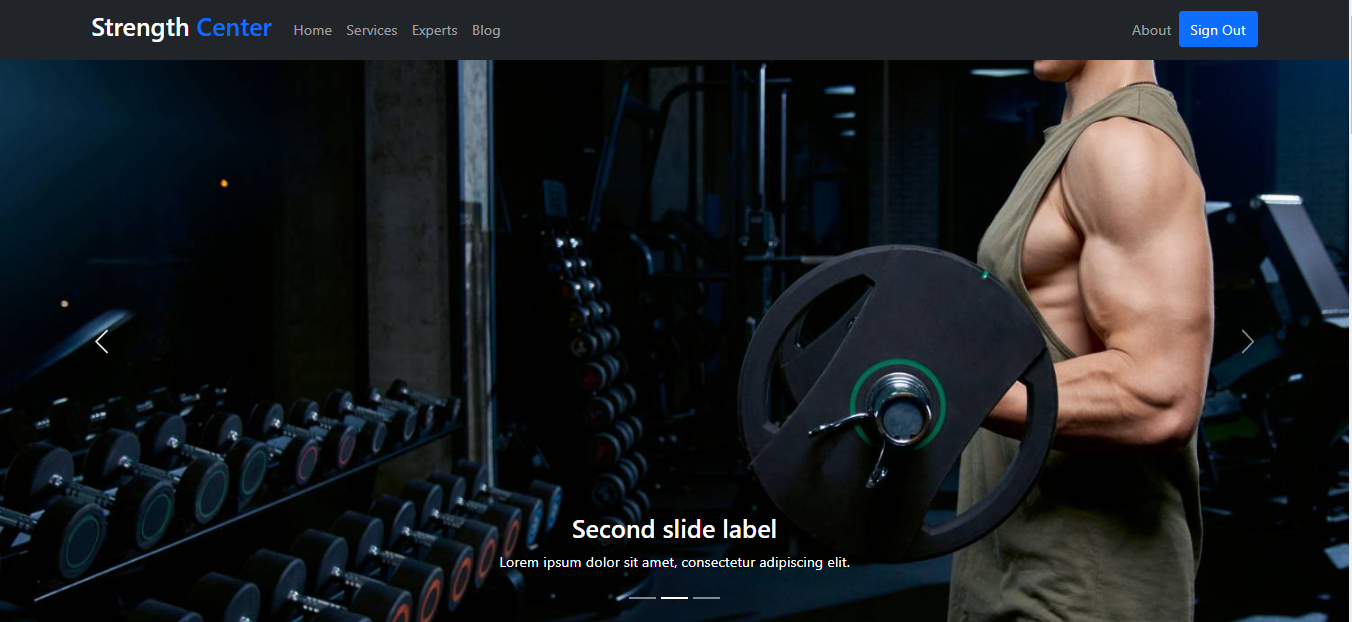 Strength Center Home Services Experts Blog About Sign Out
Second slide label
Lorem ipsum dolor sit amet, consectetur adipiscing elit.